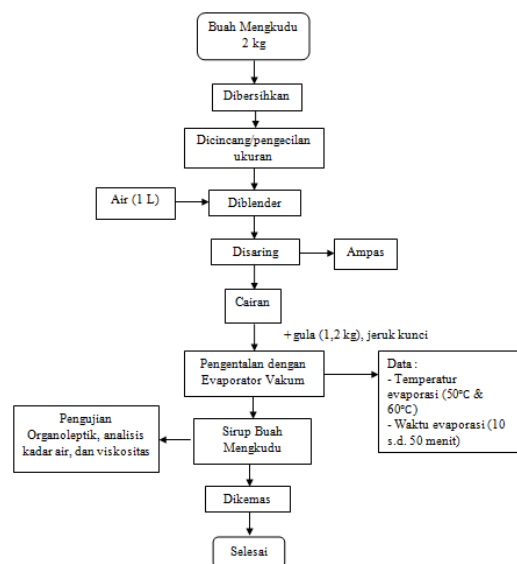 Buah Mengkudu
2 kg
Dibersihkan
Dicincang/pengecilan
ukuran
Air (1 L)
Diblender
Disaring
Ampas
Cairan
+ gula (1,2 kg), jeruk kunci
Pengentalan dengan
Evaporator Vakum
Data :
- Temperatur
evaporasi (50°C &
60°C)
- Waktu evaporasi (10
s.d. 50 menit)
Pengujian
Organoleptik, analisis
kadar air, dan viskositas
Sirup Buah
Mengkudu
Dikemas
Selesai